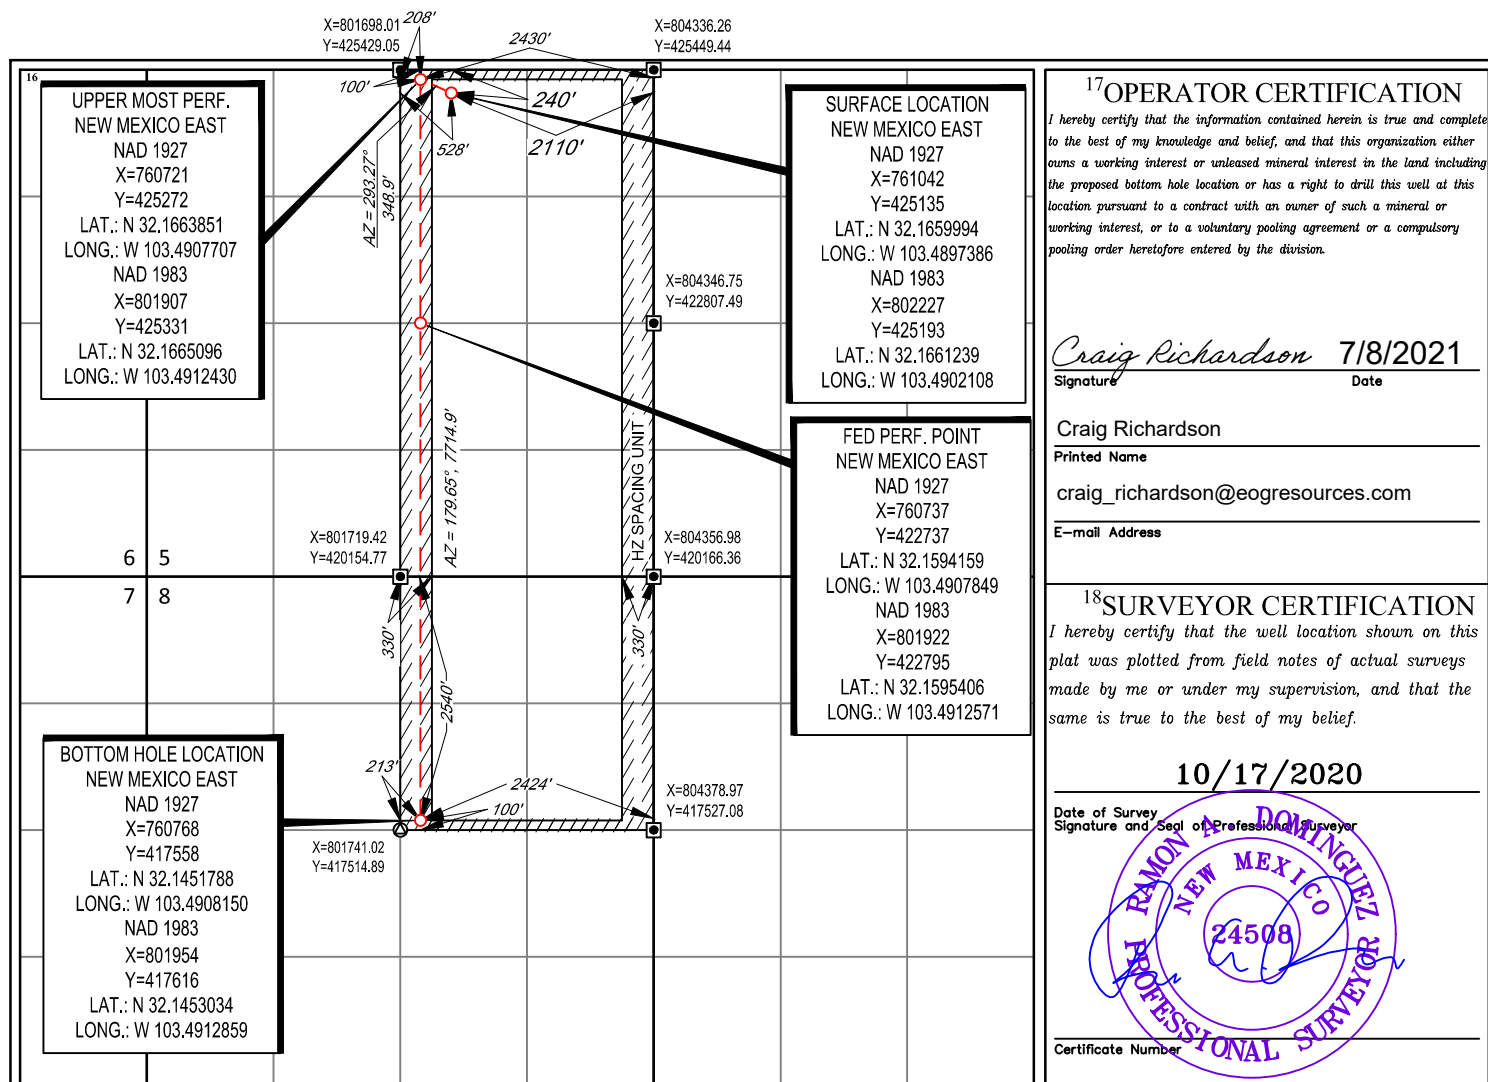 X=801698.01
Y=425429.05
208'
2430'
X=804336.26
Y=425449.44
16
100'
240'
2110'
528'
AZ = 293.27°
348.9'
UPPER MOST PERF.
NEW MEXICO EAST
NAD 1927
X=760721
Y=425272
LAT.: N 32.1663851
LONG.: W 103.4907707
NAD 1983
X=801907
Y=425331
LAT.: N 32.1665096
LONG.: W 103.4912430
SURFACE LOCATION
NEW MEXICO EAST
NAD 1927
X=761042
Y=425135
LAT.: N 32.1659994
LONG.: W 103.4897386
NAD 1983
X=802227
Y=425193
LAT.: N 32.1661239
LONG.: W 103.4902108
X=804346.75
Y=422807.49
FED PERF. POINT
NEW MEXICO EAST
NAD 1927
X=760737
Y=422737
LAT.: N 32.1594159
LONG.: W 103.4907849
NAD 1983
X=801922
Y=422795
LAT.: N 32.1595406
LONG.: W 103.4912571
AZ = 179.65°, 7714.9'
HZ SPACING UNIT
X=801719.42
Y=420154.77
X=804356.98
Y=420166.36
6 5
7 8
330'
330'
2540'
213'
2424'
100'
X=804378.97
Y=417527.08
X=801741.02
Y=417514.89
BOTTOM HOLE LOCATION
NEW MEXICO EAST
NAD 1927
X=760768
Y=417558
LAT.: N 32.1451788
LONG.: W 103.4908150
NAD 1983
X=801954
Y=417616
LAT.: N 32.1453034
LONG.: W 103.4912859
17OPERATOR CERTIFICATION
I hereby certify that the information contained herein is true and complete
to the best of my knowledge and belief, and that this organization either
owns a working interest or unleased mineral interest in the land including
the proposed bottom hole location or has a right to drill this well at this
location pursuant to a contract with an owner of such a mineral or
working interest, or to a voluntary pooling agreement or a compulsory
pooling order heretofore entered by the division.
Craig Richardson 7/8/2021
Signature Date
Craig Richardson
Printed Name
craig_richardson@eogresources.com
E-mail Address
18SURVEYOR CERTIFICATION
I hereby certify that the well location shown on this
plat was plotted from field notes of actual surveys
made by me or under my supervision, and that the
same is true to the best of my belief.
10/17/2020
Date of Survey
Signature and Seal of Professional Surveyor
RAMON A. DOMINGUEZ
NEW MEXICO
24508
PROFESSIONAL SURVEYOR
Certificate Number